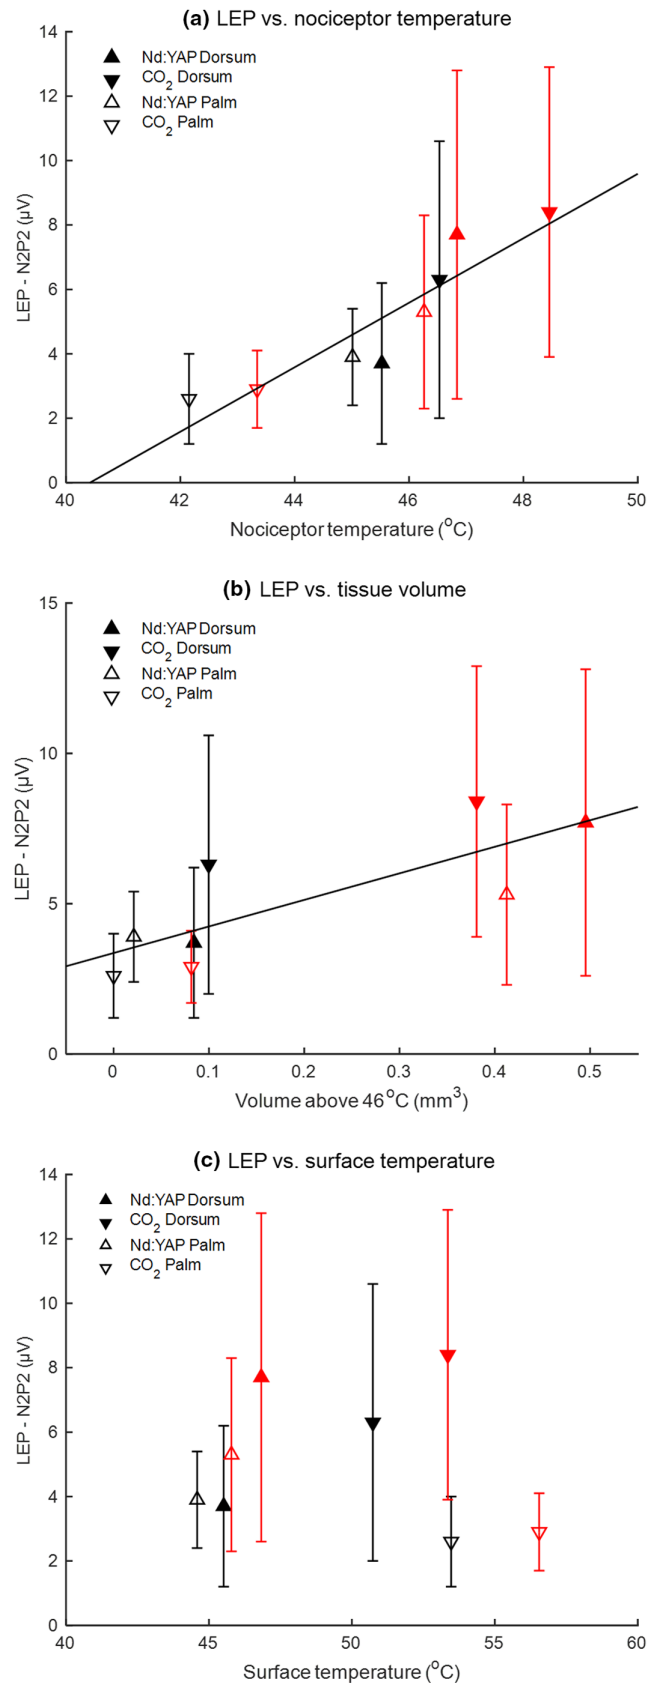 (a) LEP vs. nociceptor temperature
14
12
10
8
6
4
2
0
LEP - N2P2 (µV)
Nd:YAP Dorsum
CO2 Dorsum
Nd:YAP Palm
CO2 Palm
40 42 44 46 48 50
Nociceptor temperature (°C)
(b) LEP vs. tissue volume
15
10
5
0
LEP - N2P2 (µV)
Nd:YAP Dorsum
CO2 Dorsum
Nd:YAP Palm
CO2 Palm
0 0.1 0.2 0.3 0.4 0.5
Volume above 46°C (mm³)
(c) LEP vs. surface temperature
14
12
10
8
6
4
2
0
LEP - N2P2 (µV)
Nd:YAP Dorsum
CO2 Dorsum
Nd:YAP Palm
CO2 Palm
40 45 50 55 60
Surface temperature (°C)